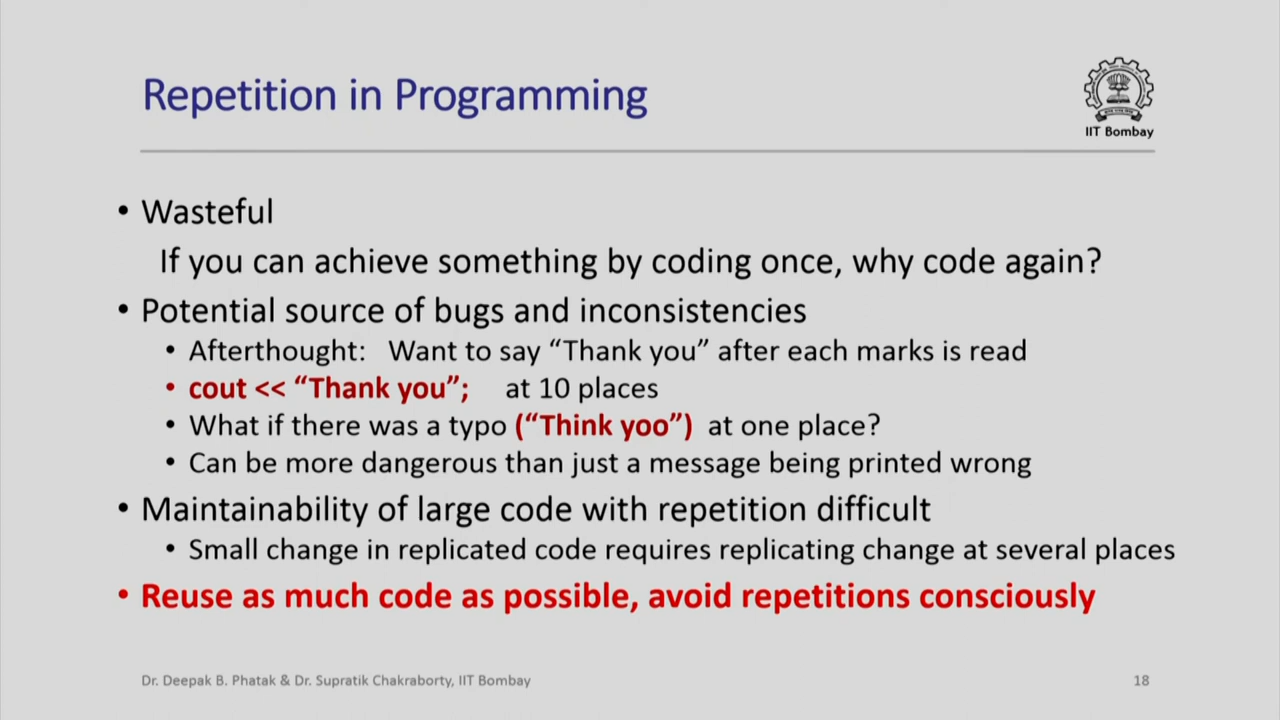 Repetition in Programming
IIT Bombay
• Wasteful
If you can achieve something by coding once, why code again?
• Potential source of bugs and inconsistencies
• Afterthought: Want to say “Thank you” after each marks is read
• cout << “Thank you”; at 10 places
• What if there was a typo (“Think yoo”) at one place?
• Can be more dangerous than just a message being printed wrong
• Maintainability of large code with repetition difficult
• Small change in replicated code requires replicating change at several places
• Reuse as much code as possible, avoid repetitions consciously
Dr. Deepak B. Phatak & Dr. Supratik Chakraborty, IIT Bombay
18